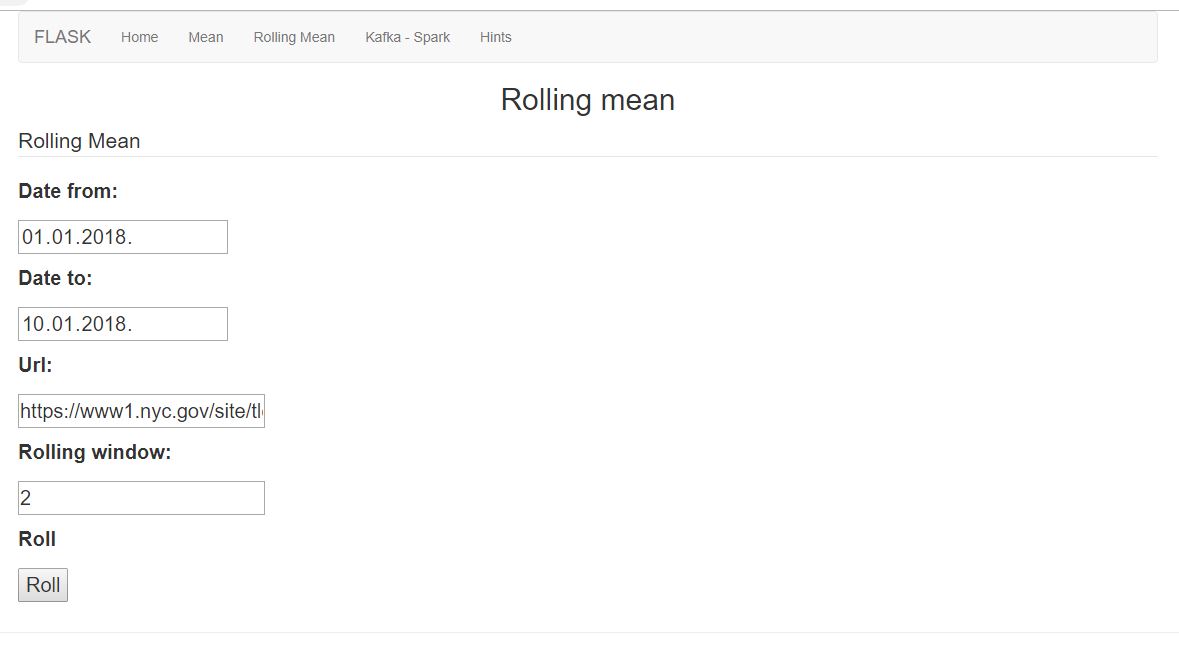 FLASK Home Mean Rolling Mean Kafka - Spark Hints
Rolling mean
Rolling Mean
Date from:
01.01.2018.
Date to:
10.01.2018.
Url:
https://www1.nyc.gov/site/tl
Rolling window:
2
Roll
Roll